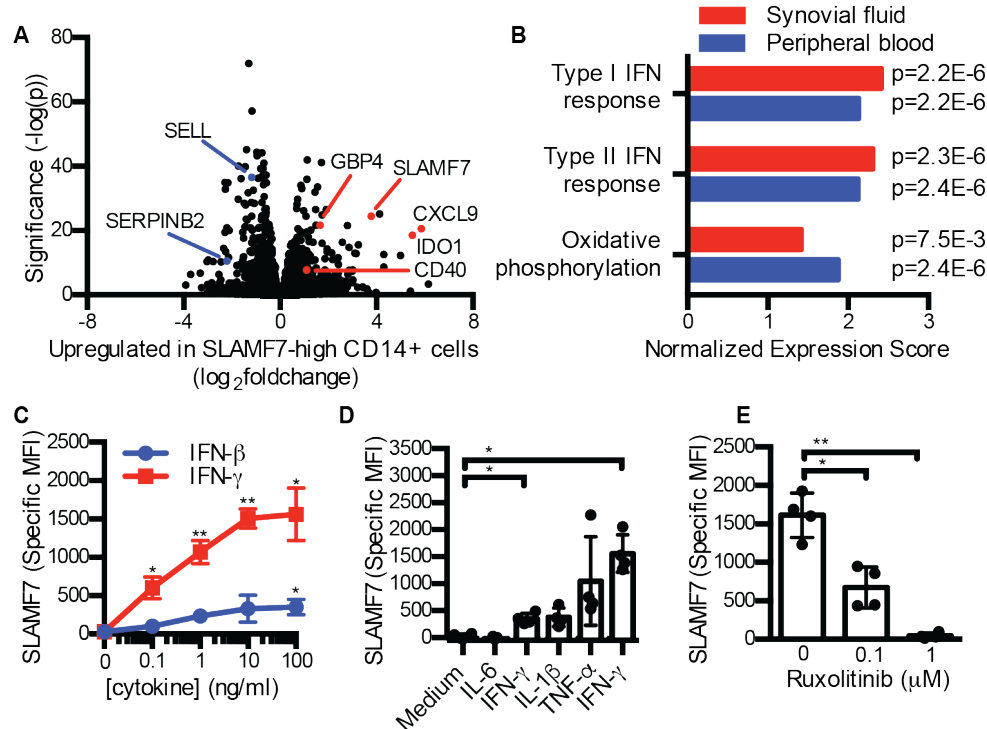 A
80
60
40
20
0
-8
-4
0
4
8
Significance (-log(p))
SELL
SERPINB2
GBP4
SLAMF7
CXCL9
IDO1
CD40
Upregulated in SLAMF7-high CD14+ cells
(log2foldchange)
B
Synovial fluid
Peripheral blood
Type I IFN
response
p=2.2E-6
p=2.2E-6
Type II IFN
response
p=2.3E-6
p=2.4E-6
Oxidative
phosphorylation
p=7.5E-3
p=2.4E-6
0
1
2
3
Normalized Expression Score
C
SLAMF7 (Specific MFI)
2500
2000
1500
1000
500
0
IFN-β
IFN-γ
*
**
**
*
*
0
0.1
1
10
100
[cytokine] (ng/ml)
D
SLAMF7 (Specific MFI)
3500
3000
2500
2000
1500
1000
500
0
*
*
Medium
IL-6
IFN-γ
IL-1β
TNF-α
IFN-γ
E
SLAMF7 (Specific MFI)
2500
2000
1500
1000
500
0
**
*
0
0.1
1
Ruxolitinib (μM)